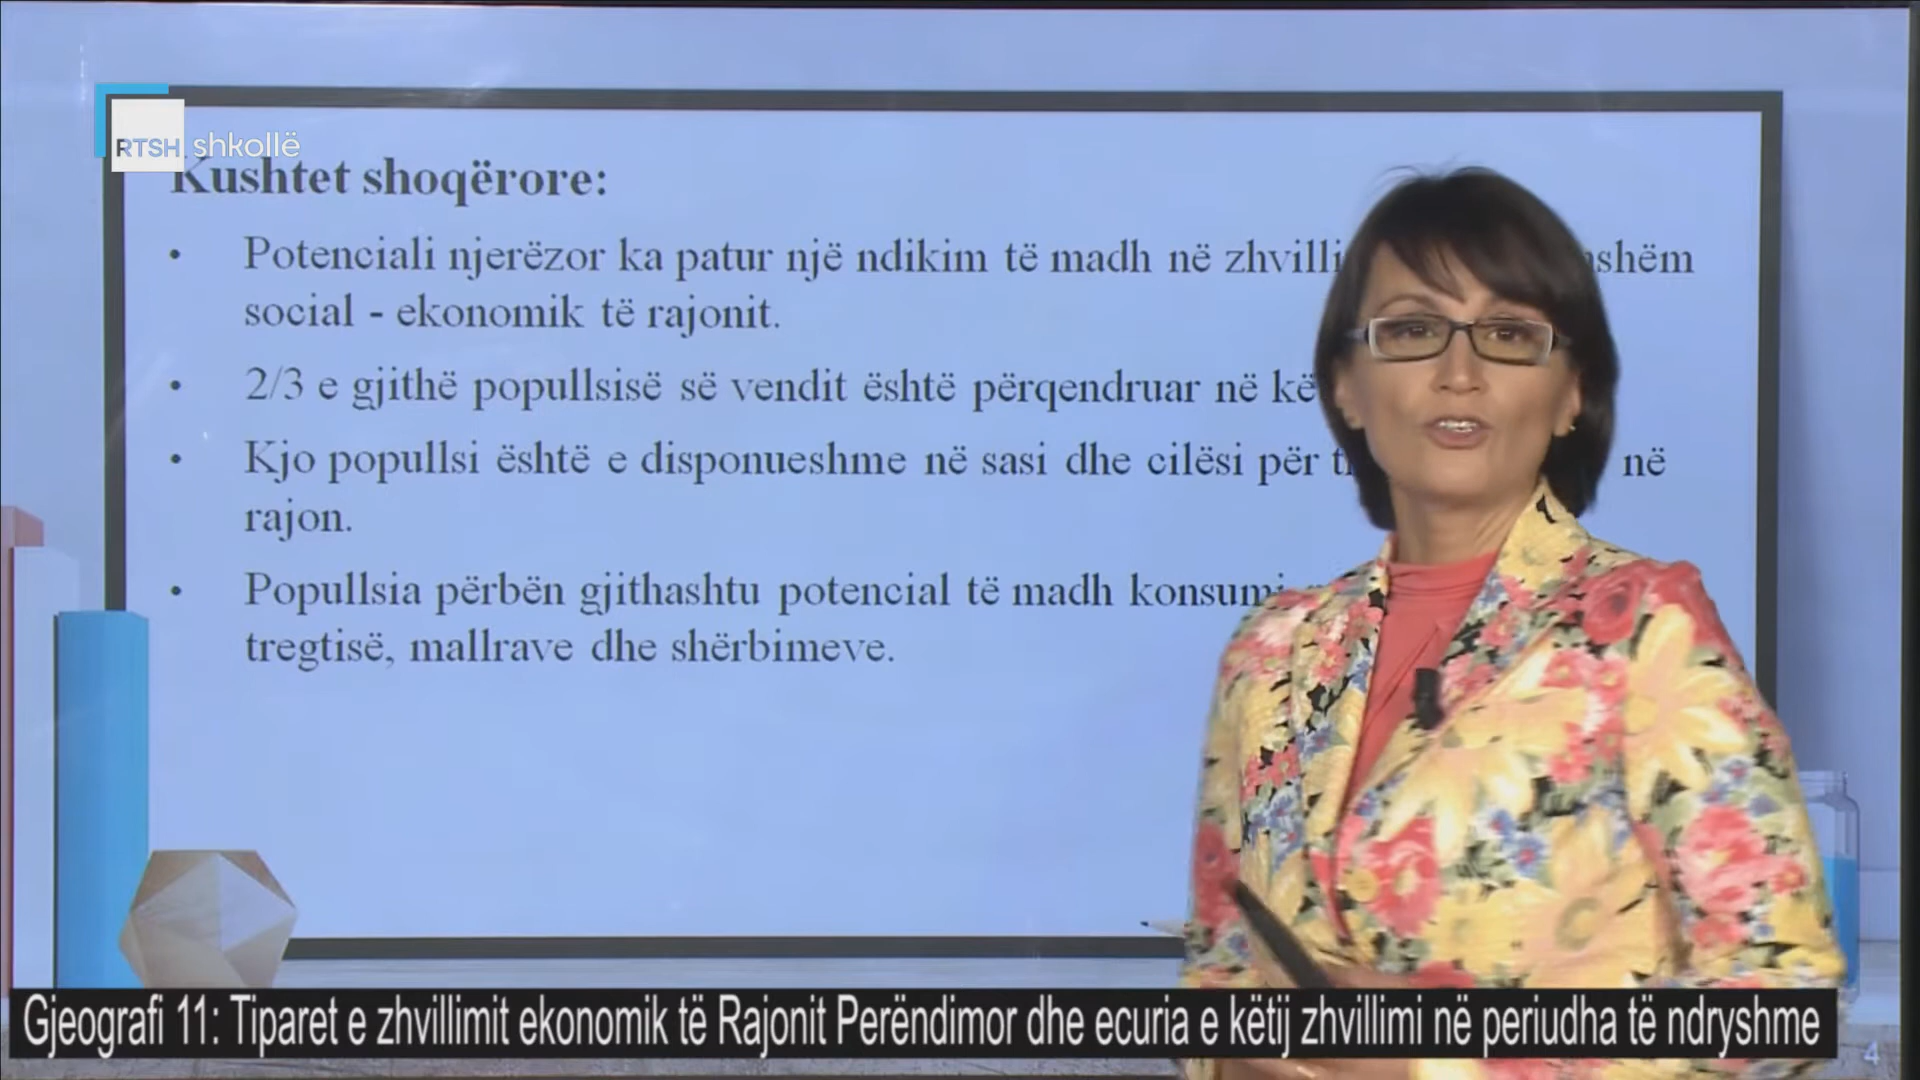 RTSH shkollë
Kushtet shoqërore:
• Potenciali njerëzor ka patur një ndikim të madh në
social - ekonomik të rajonit.
• 2/3 e gjithë popullsisë së vendit është përqendruar në
• Kjo popullsi është e disponueshme në sasi dhe cilësi për në
rajon.
• Popullsia përbën gjithashtu potencial të madh
tregtisë, mallrave dhe shërbimeve.
Gjeografi 11: Tiparet e zhvillimit ekonomik të Rajonit Perëndimor dhe ecuria e këtij zhvillimi në periudha të ndryshme
4